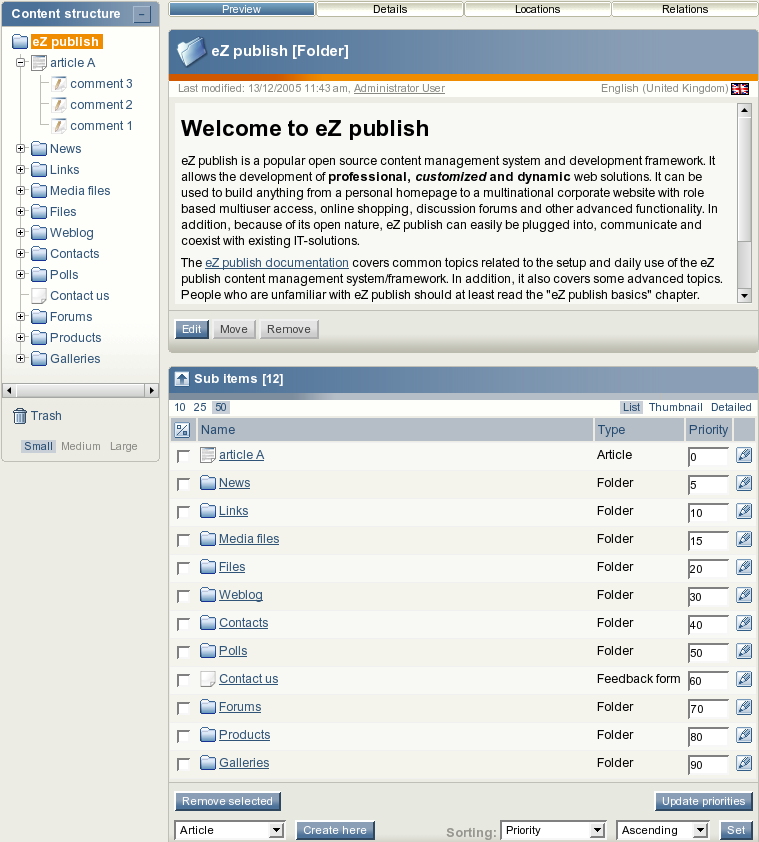 Content structure
eZ publish
article A
comment 3
comment 2
comment 1
News
Links
Media files
Files
Weblog
Contacts
Polls
Contact us
Forums
Products
Galleries
Trash
Small Medium Large
Preview Details Locations Relations
eZ publish [Folder]
Last modified: 13/12/2005 11:43 am, Administrator User English (United Kingdom)
Welcome to eZ publish
eZ publish is a popular open source content management system and development framework. It
allows the development of professional, customized and dynamic web solutions. It can be
used to build anything from a personal homepage to a multinational corporate website with role
based multiuser access, online shopping, discussion forums and other advanced functionality. In
addition, because of its open nature, eZ publish can easily be plugged into, communicate and
coexist with existing IT-solutions.
The eZ publish documentation covers common topics related to the setup and daily use of the eZ
publish content management system/framework. In addition, it also covers some advanced topics.
People who are unfamiliar with eZ publish should at least read the "eZ publish basics" chapter.
Edit Move Remove
Sub items [12]
10 25 50 List Thumbnail Detailed
Name Type Priority
article A Article 0
News Folder 5
Links Folder 10
Media files Folder 15
Files Folder 20
Weblog Folder 30
Contacts Folder 40
Polls Folder 50
Contact us Feedback form 60
Forums Folder 70
Products Folder 80
Galleries Folder 90
Remove selected Update priorities
Article Create here Sorting: Priority Ascending Set